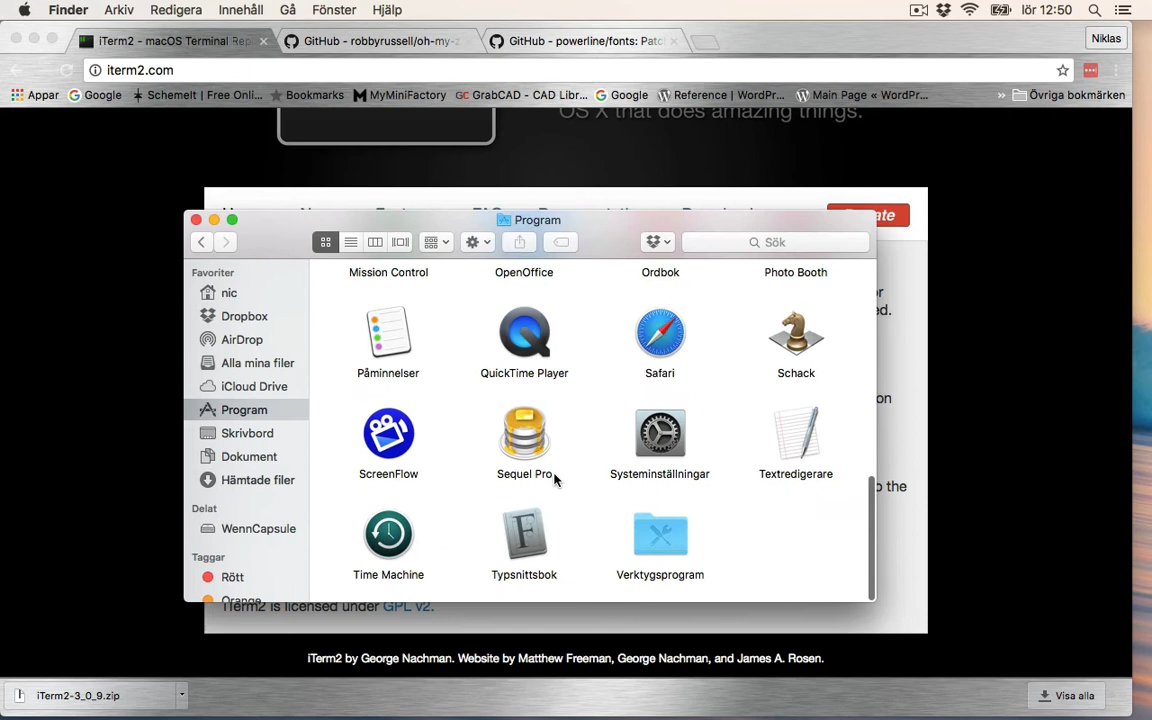 Finder Arkiv Redigera Innehåll Gå Fönster Hjälp lör 12:50
iTerm2 - macOS Terminal Rep GitHub - robbyrussell/oh-my-z GitHub - powerline/fonts: Patc Niklas
iterm2.com
Appar Google Schemelt | Free Onli... Bookmarks MyMiniFactory GrabCAD - CAD Libr... Google Reference | WordPr... Main Page « WordPr... » Övriga bokmärken
OS X that does amazing things.
Program
Sök
Favoriter
nic
Dropbox
AirDrop
Alla mina filer
iCloud Drive
Program
Skrivbord
Dokument
Hämtade filer
Delat
WennCapsule
Taggar
Rött
Orange
Mission Control OpenOffice Ordbok Photo Booth
Påminnelser QuickTime Player Safari Schack
ScreenFlow Sequel Pro Systeminställningar Textredigerare
Time Machine Typsnittsbok Verktygsprogram
iTerm2 is licensed under GPL v2.
iTerm2 by George Nachman. Website by Matthew Freeman, George Nachman, and James A. Rosen.
iTerm2-3_0_9.zip Visa alla